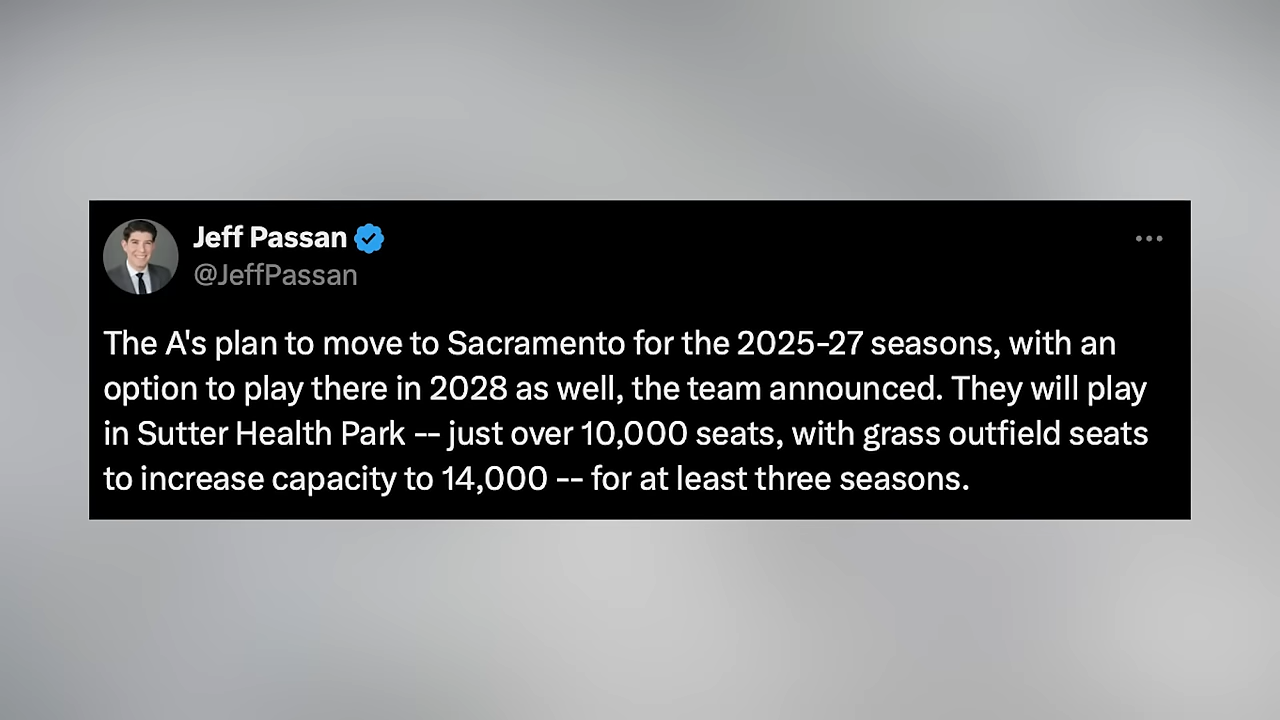 Jeff Passan
@JeffPassan
The A's plan to move to Sacramento for the 2025-27 seasons, with an
option to play there in 2028 as well, the team announced. They will play
in Sutter Health Park -- just over 10,000 seats, with grass outfield seats
to increase capacity to 14,000 -- for at least three seasons.